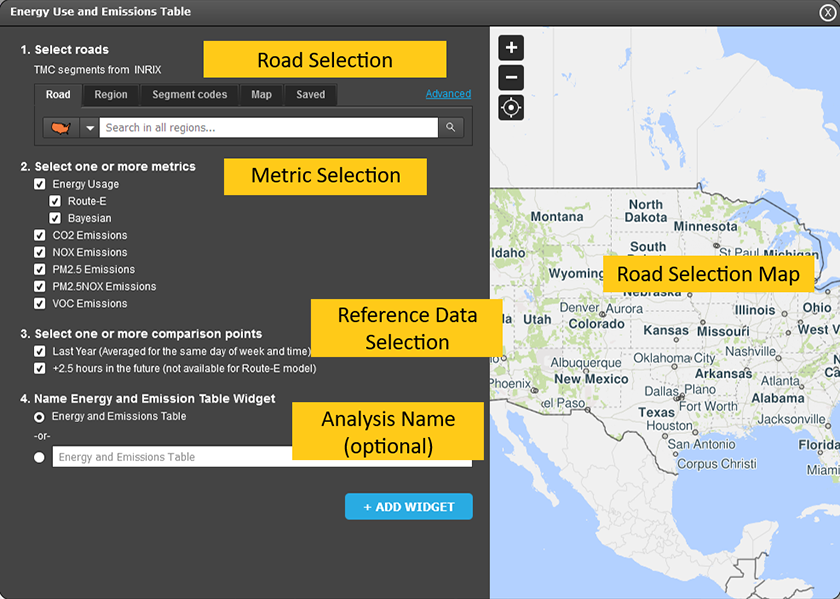 Energy Use and Emissions Table
X
1. Select roads
Road Selection
TMC segments from INRIX
Road Region Segment codes Map Saved Advanced
Search in all regions...
2. Select one or more metrics
Metric Selection
Energy Usage
Route-E
Bayesian
CO2 Emissions
NOX Emissions
PM2.5 Emissions
PM2.5NOX Emissions
VOC Emissions
Reference Data
Selection
3. Select one or more comparison points
Last Year (Averaged for the same day of week and time)
+2.5 hours in the future (not available for Route-E model)
4. Name Energy and Emission Table Widget
Analysis Name
(optional)
Energy and Emissions Table
-or-
Energy and Emissions Table
+ ADD WIDGET
+
−
Montana
North
Dakota
Minnesota
Idaho
South
St Paul
Michigan
Wyoming
Road Selection Map
Nebraska
Utah
Denver
Aurora
Colorado
Illinois
Ohio
Kansas
Missouri
West V
Albuquerque
New Mexico
Oklahoma City
Nashville
Arkansas
Phoenix
Atlanta
Dallas
Plano
Alabama
el Paso
Fort Worth
Texas
Jacksonville
Houston
San Antonio
Florida
Corpus Christi
Miami